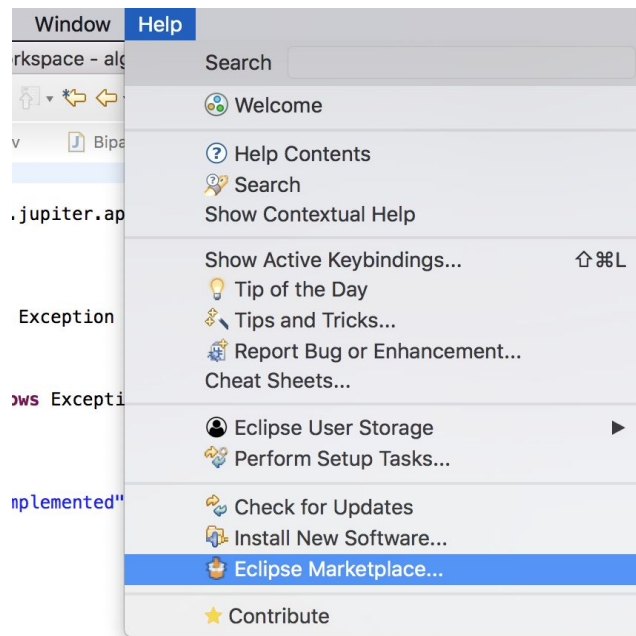 Window Help
rkspace - alg
Search
Welcome
v Bipa
Help Contents
Search
.jupiter.ap
Show Contextual Help
Show Active Keybindings... ⇧⌘L
Tip of the Day
Exception
Tips and Tricks...
Report Bug or Enhancement...
Cheat Sheets...
ows Excepti
Eclipse User Storage
Perform Setup Tasks...
mplemented"
Check for Updates
Install New Software...
Eclipse Marketplace...
Contribute